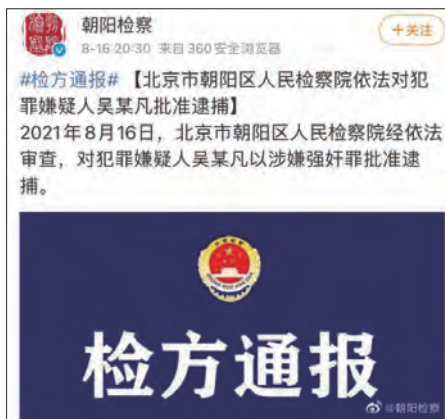 朝阳检察
+关注
8-16 20:30 来自 360安全浏览器
#检方通报# 【北京市朝阳区人民检察院依法对犯
罪嫌疑人吴某凡批准逮捕】
2021年8月16日，北京市朝阳区人民检察院经依法
审查，对犯罪嫌疑人吴某凡以涉嫌强奸罪批准逮
捕。
检方通报
@朝阳检察